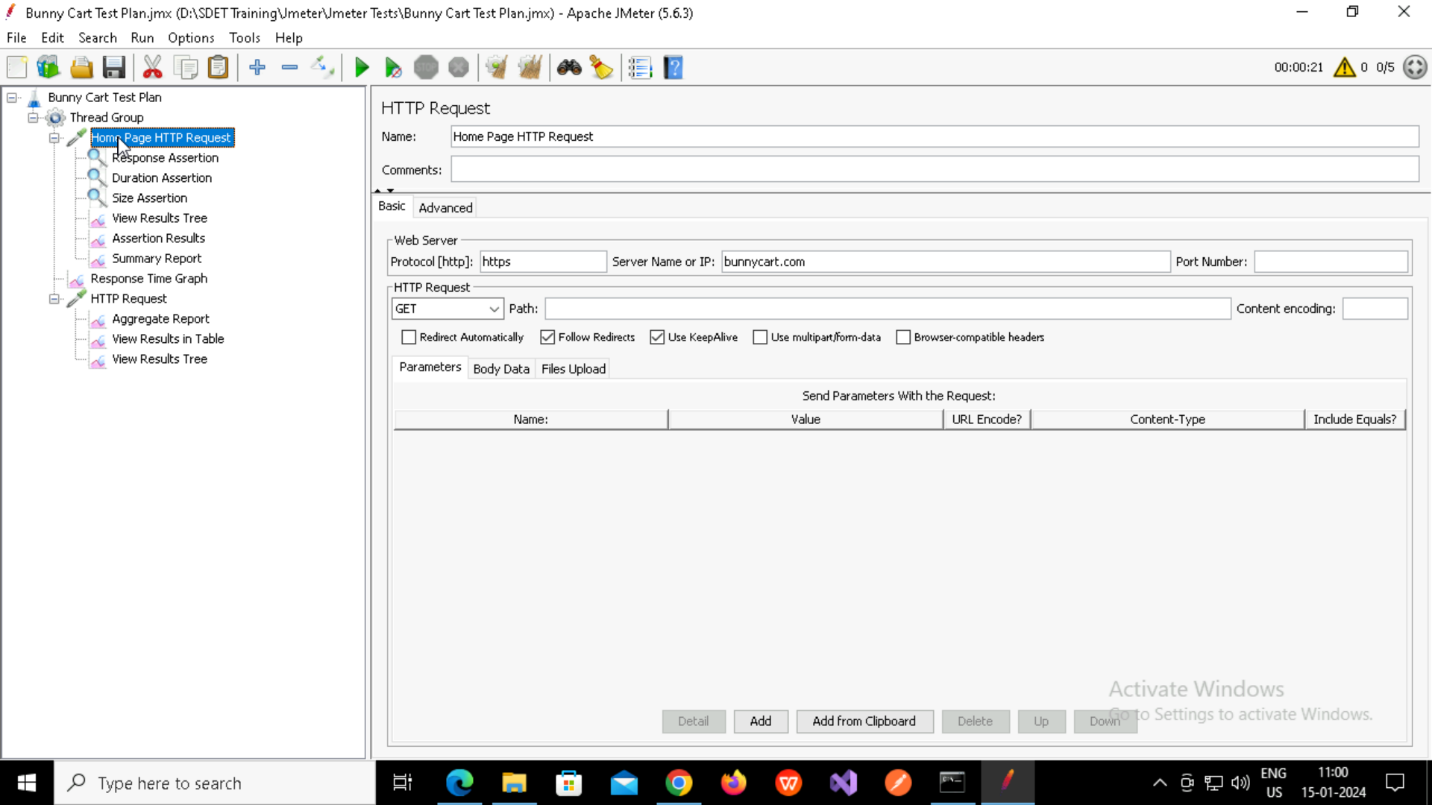 Bunny Cart Test Plan.jmx (D:\SDET Training\Jmeter\Jmeter Tests\Bunny Cart Test Plan.jmx) - Apache JMeter (5.6.3)
File Edit Search Run Options Tools Help
00:00:21 0 0/5
Bunny Cart Test Plan
Thread Group
Home Page HTTP Request
Response Assertion
Duration Assertion
Size Assertion
View Results Tree
Assertion Results
Summary Report
Response Time Graph
HTTP Request
Aggregate Report
View Results in Table
View Results Tree
HTTP Request
Name: Home Page HTTP Request
Comments:
Basic Advanced
Web Server
Protocol [http]: https Server Name or IP: bunnycart.com Port Number:
HTTP Request
GET Path: Content encoding:
Redirect Automatically Follow Redirects Use KeepAlive Use multipart/form-data Browser-compatible headers
Parameters Body Data Files Upload
Send Parameters With the Request:
Name: Value URL Encode? Content-Type Include Equals?
Detail Add Add from Clipboard Delete Up Down
Activate Windows
Go to Settings to activate Windows.
Type here to search
ENG
US
11:00
15-01-2024